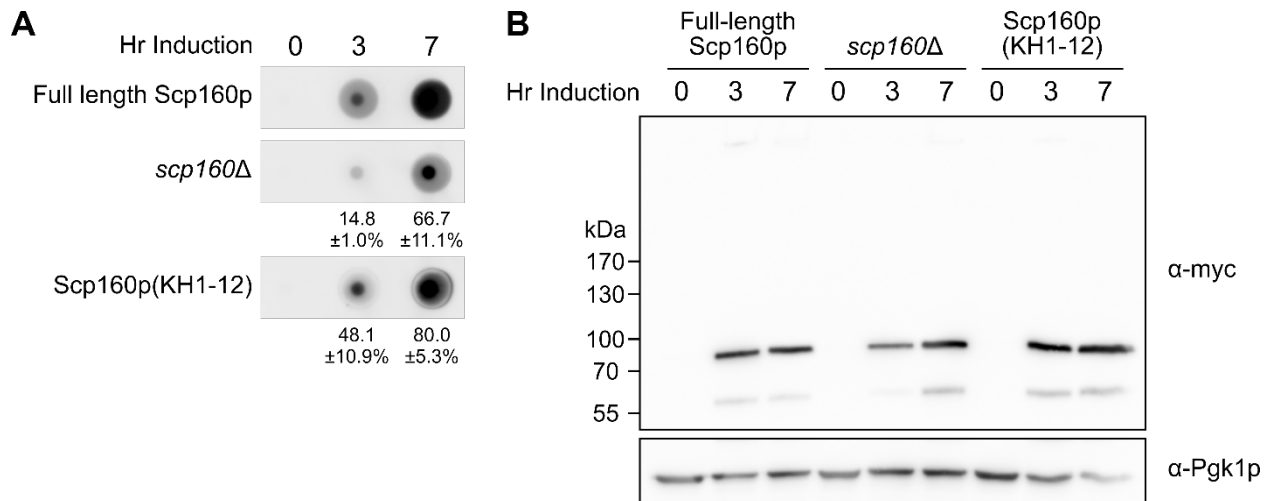 A
Hr Induction 0 3 7
Full length Scp160p
scp160Δ
14.8 66.7
±1.0% ±11.1%
Scp160p(KH1-12)
48.1 80.0
±10.9% ±5.3%
B
Full-length
Scp160p
scp160Δ
Scp160p
(KH1-12)
Hr Induction 0 3 7 0 3 7 0 3 7
kDa
170
130
100
70
55
α-myc
α-Pgk1p